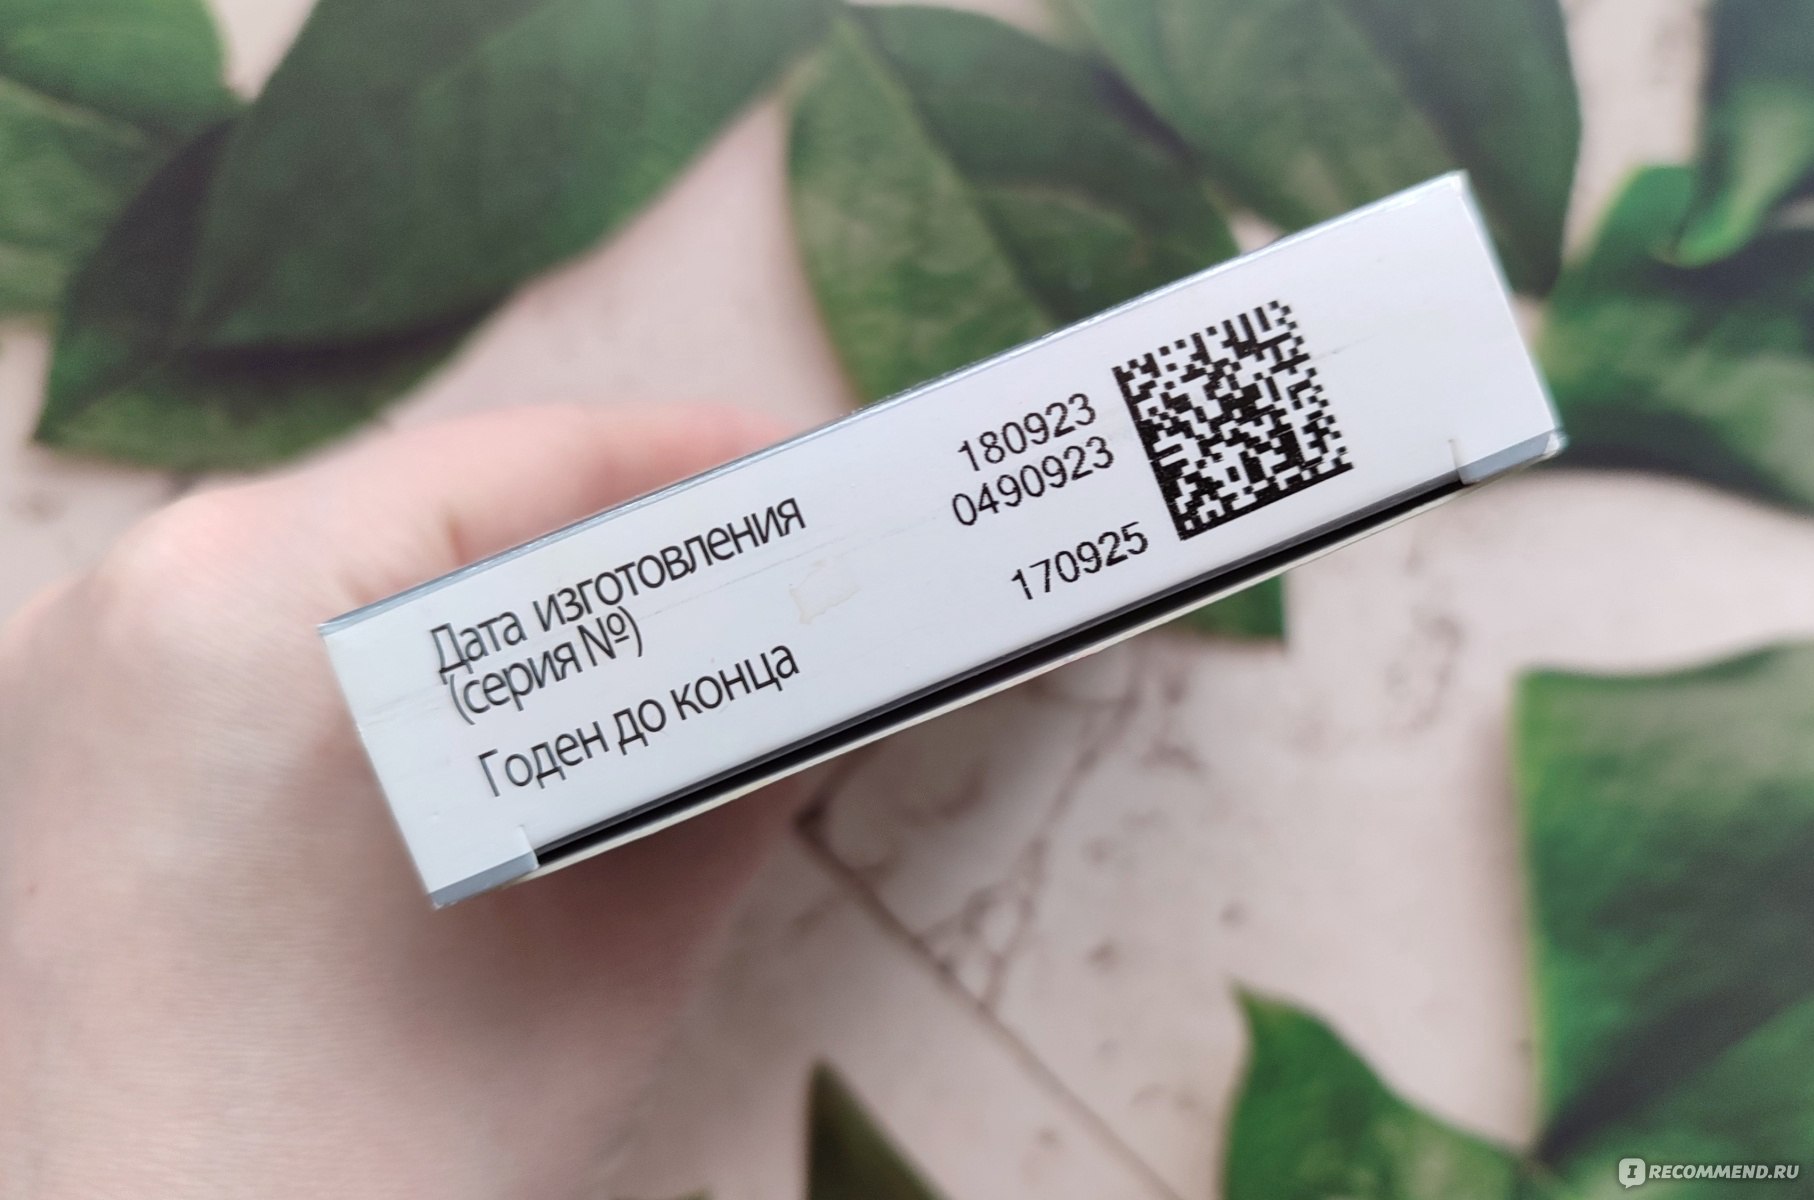 Дата изготовления 180923
(серия №) 0490923
Годен до конца 170925
IRECOMMEND.RU